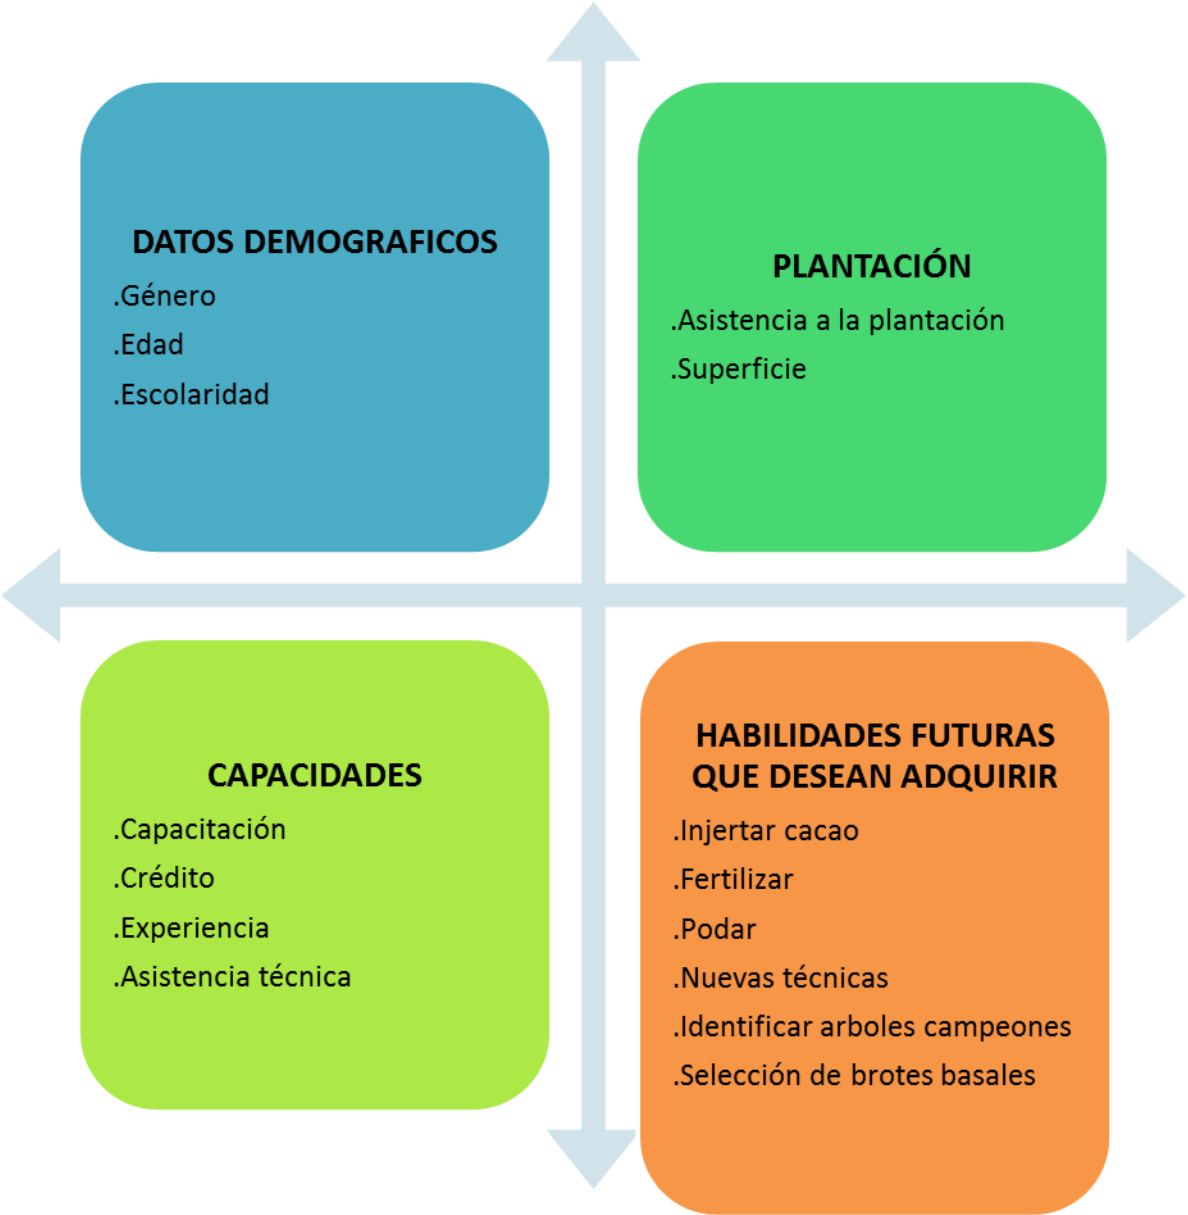 DATOS DEMOGRAFICOS
.Género
.Edad
.Escolaridad
PLANTACIÓN
.Asistencia a la plantación
.Superficie
CAPACIDADES
.Capacitación
.Crédito
.Experiencia
.Asistencia técnica
HABILIDADES FUTURAS
QUE DESEAN ADQUIRIR
.Injertar cacao
.Fertilizar
.Podar
.Nuevas técnicas
.Identificar arboles campeones
.Selección de brotes basales